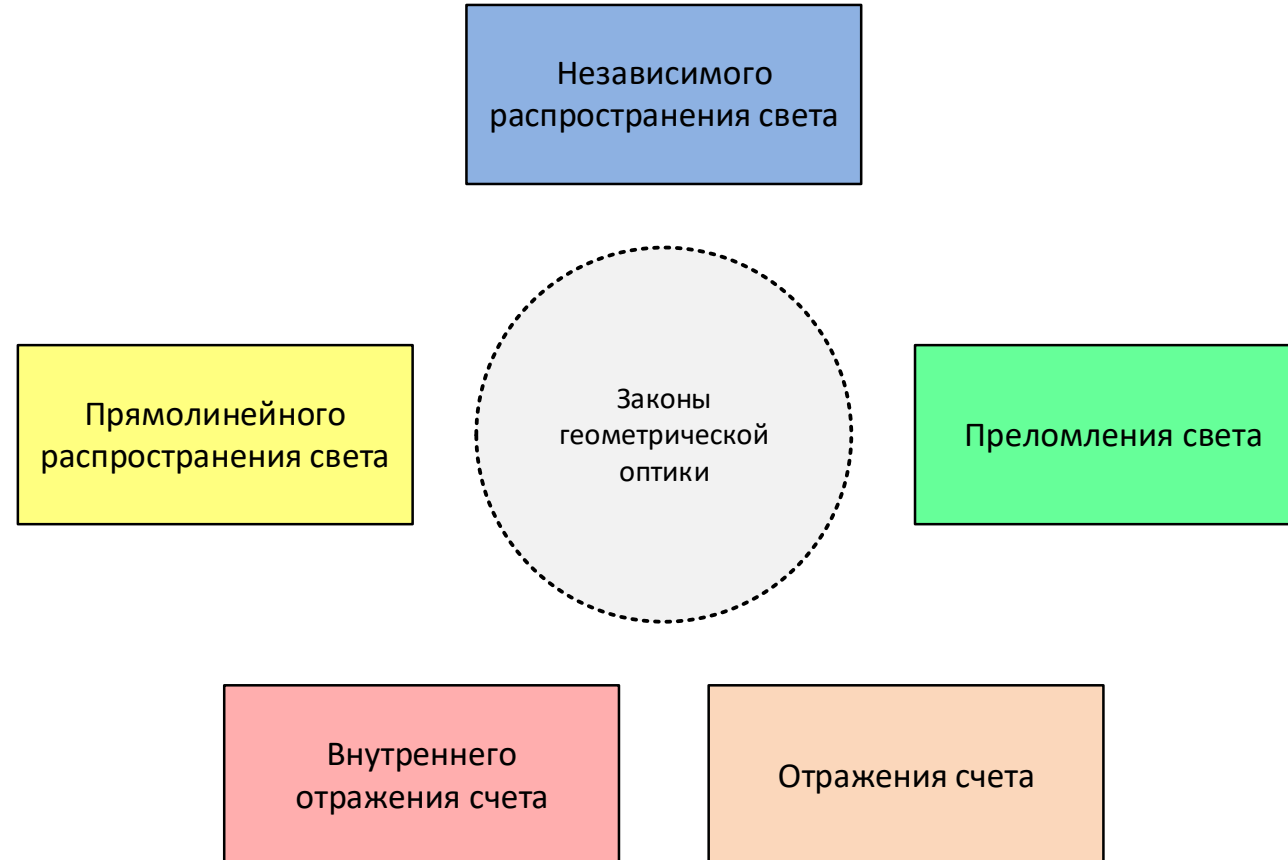 Независимого
распространения света
Прямолинейного
распространения света
Законы
геометрической
оптики
Преломления света
Внутреннего
отражения счета
Отражения счета